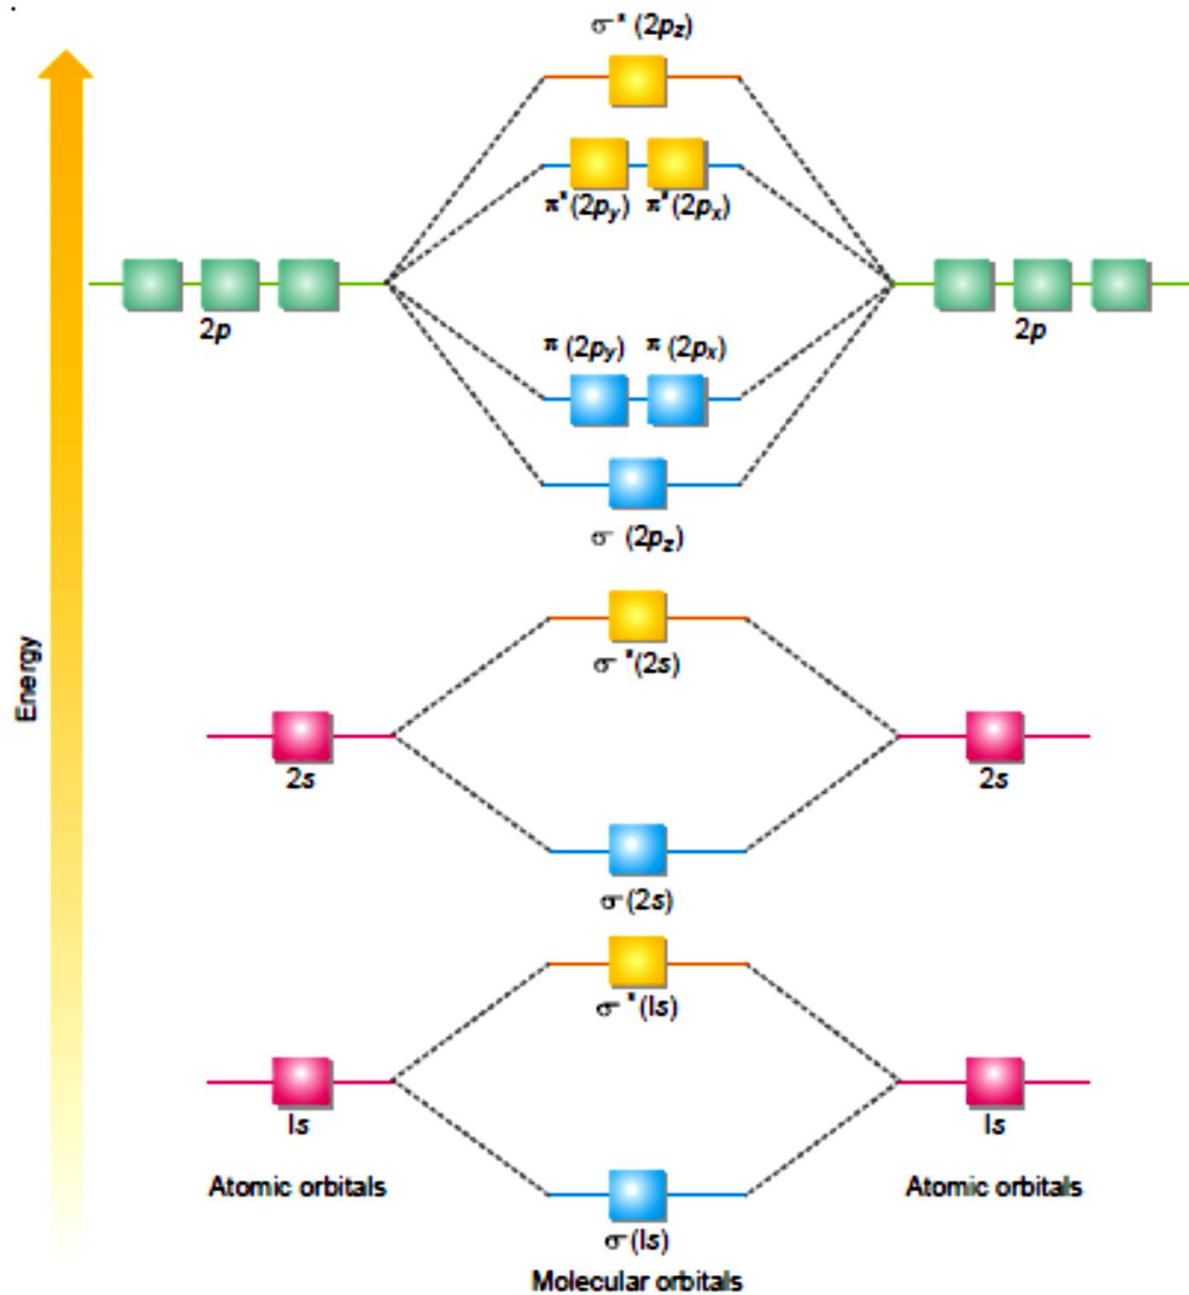 σ* (2pz)
π*(2py) π*(2px)
2p
2p
π (2py) π (2px)
σ (2pz)
Energy
σ*(2s)
2s
2s
σ(2s)
σ*(1s)
1s
1s
Atomic orbitals
Atomic orbitals
σ(1s)
Molecular orbitals